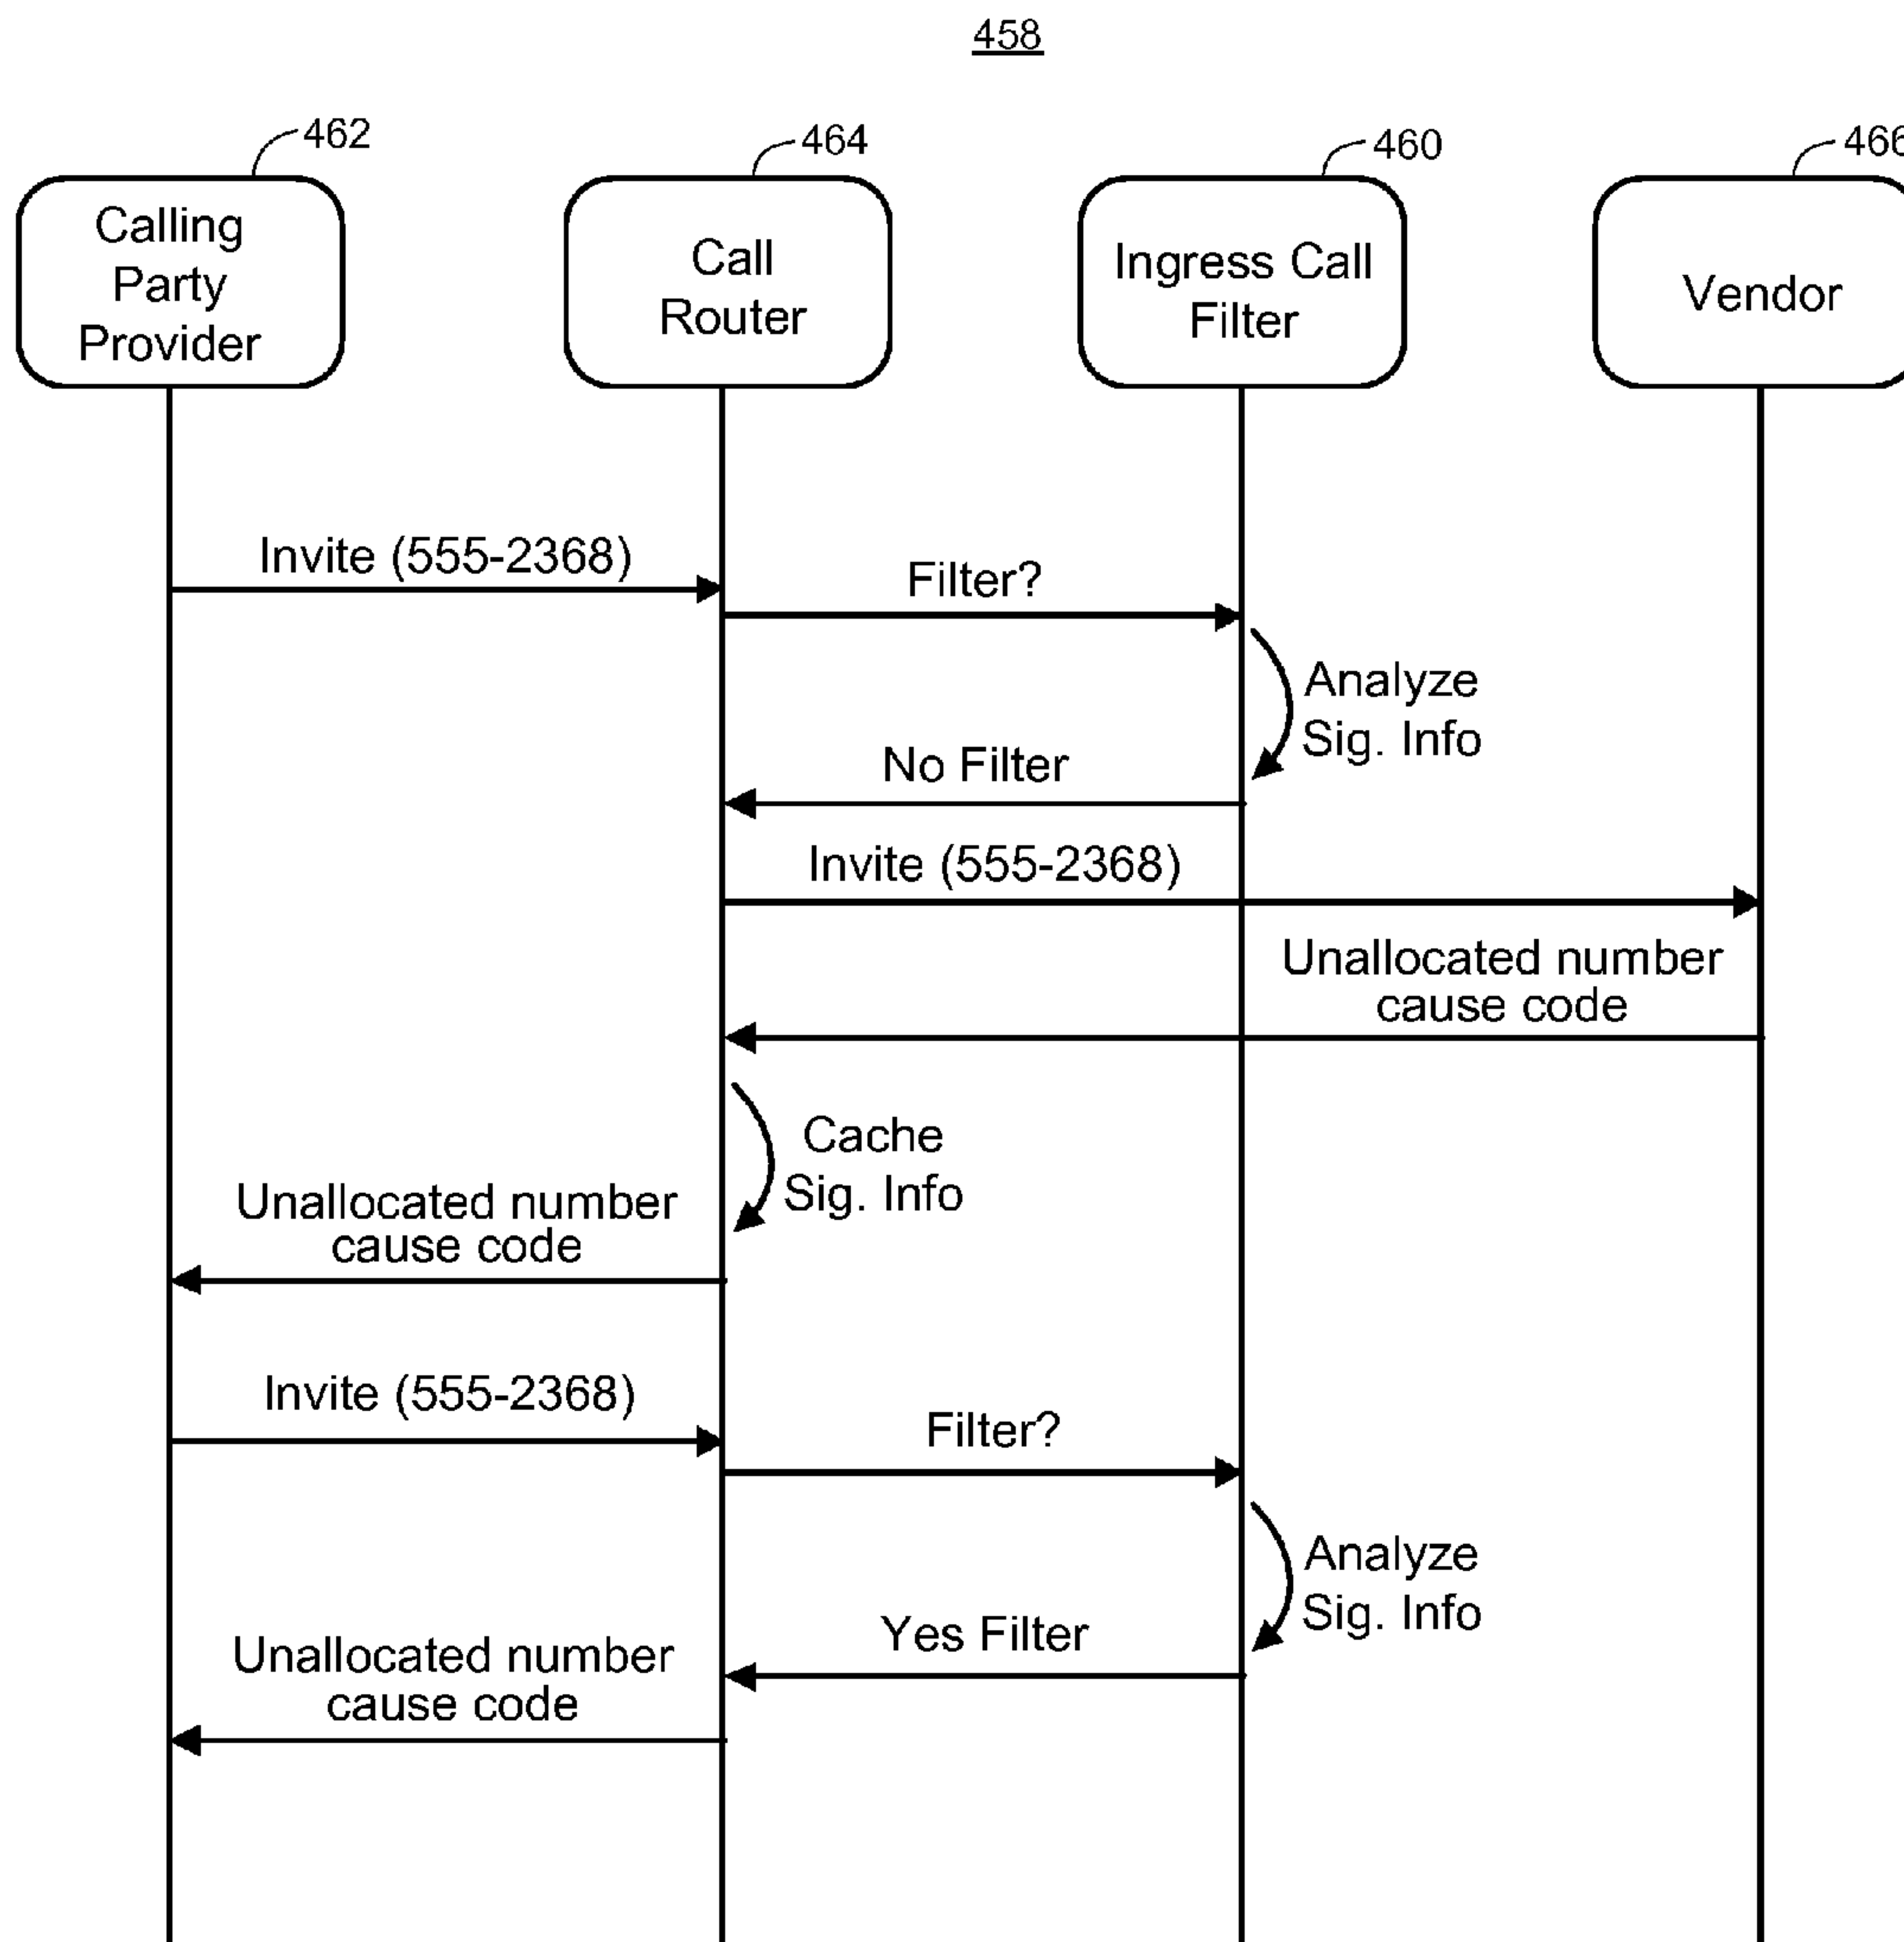 458
462
464
460
466
Calling
Party
Provider
Call
Router
Ingress Call
Filter
Vendor
Invite (555-2368)
Filter?
Analyze
Sig. Info
No Filter
Invite (555-2368)
Unallocated number
cause code
Cache
Sig. Info
Unallocated number
cause code
Invite (555-2368)
Filter?
Analyze
Sig. Info
Yes Filter
Unallocated number
cause code